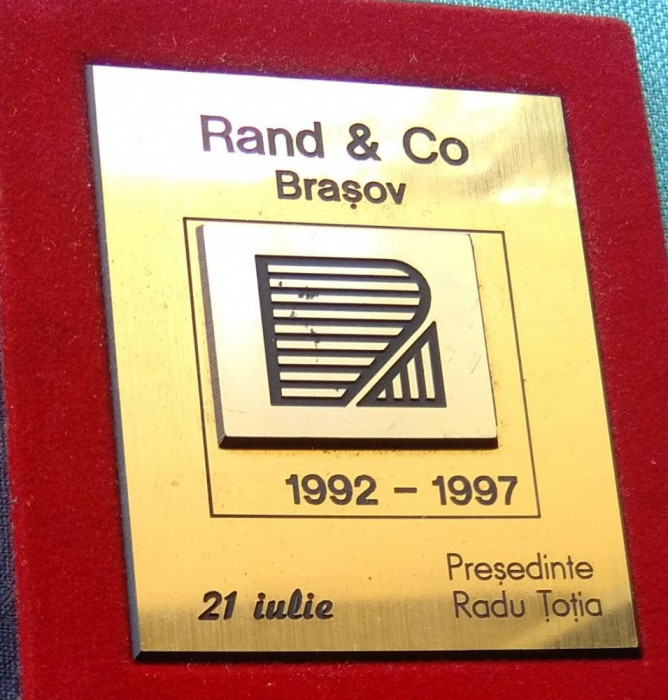 Rand & Co
Brașov
1992 – 1997
Președinte
21 iulie
Radu Țoția